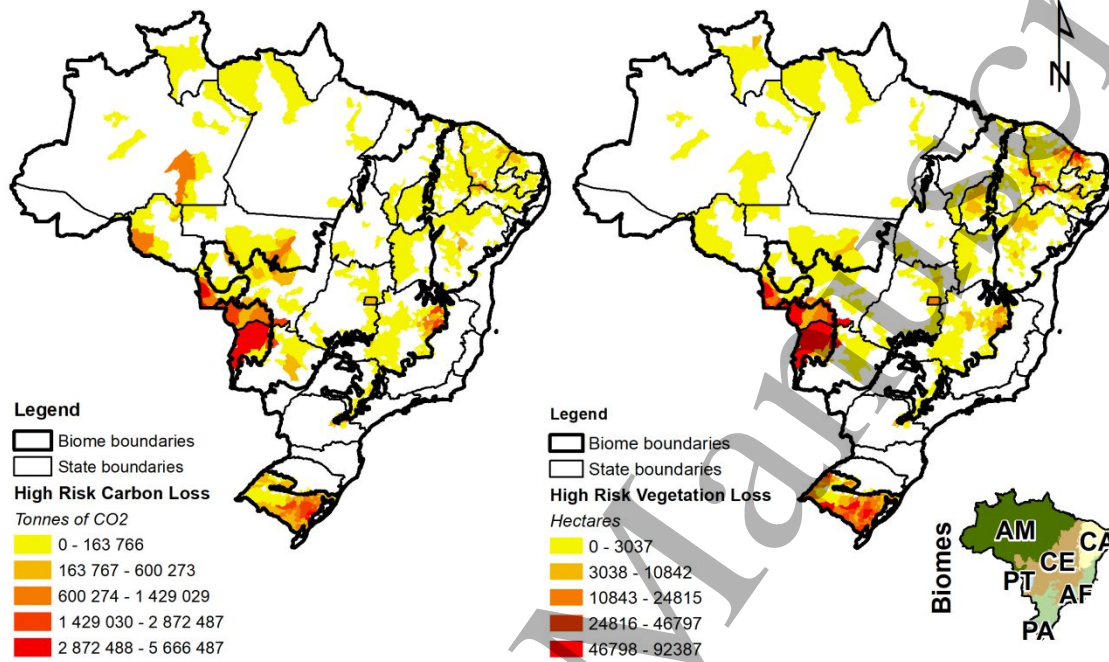 N
Legend
Biome boundaries
State boundaries
High Risk Carbon Loss
Tonnes of CO2
0 - 163 766
163 767 - 600 273
600 274 - 1 429 029
1 429 030 - 2 872 487
2 872 488 - 5 666 487
Legend
Biome boundaries
State boundaries
High Risk Vegetation Loss
Hectares
0 - 3037
3038 - 10842
10843 - 24815
24816 - 46797
46798 - 92387
Biomes
AM
CA
CE
PT
AF
PA
Manuscr